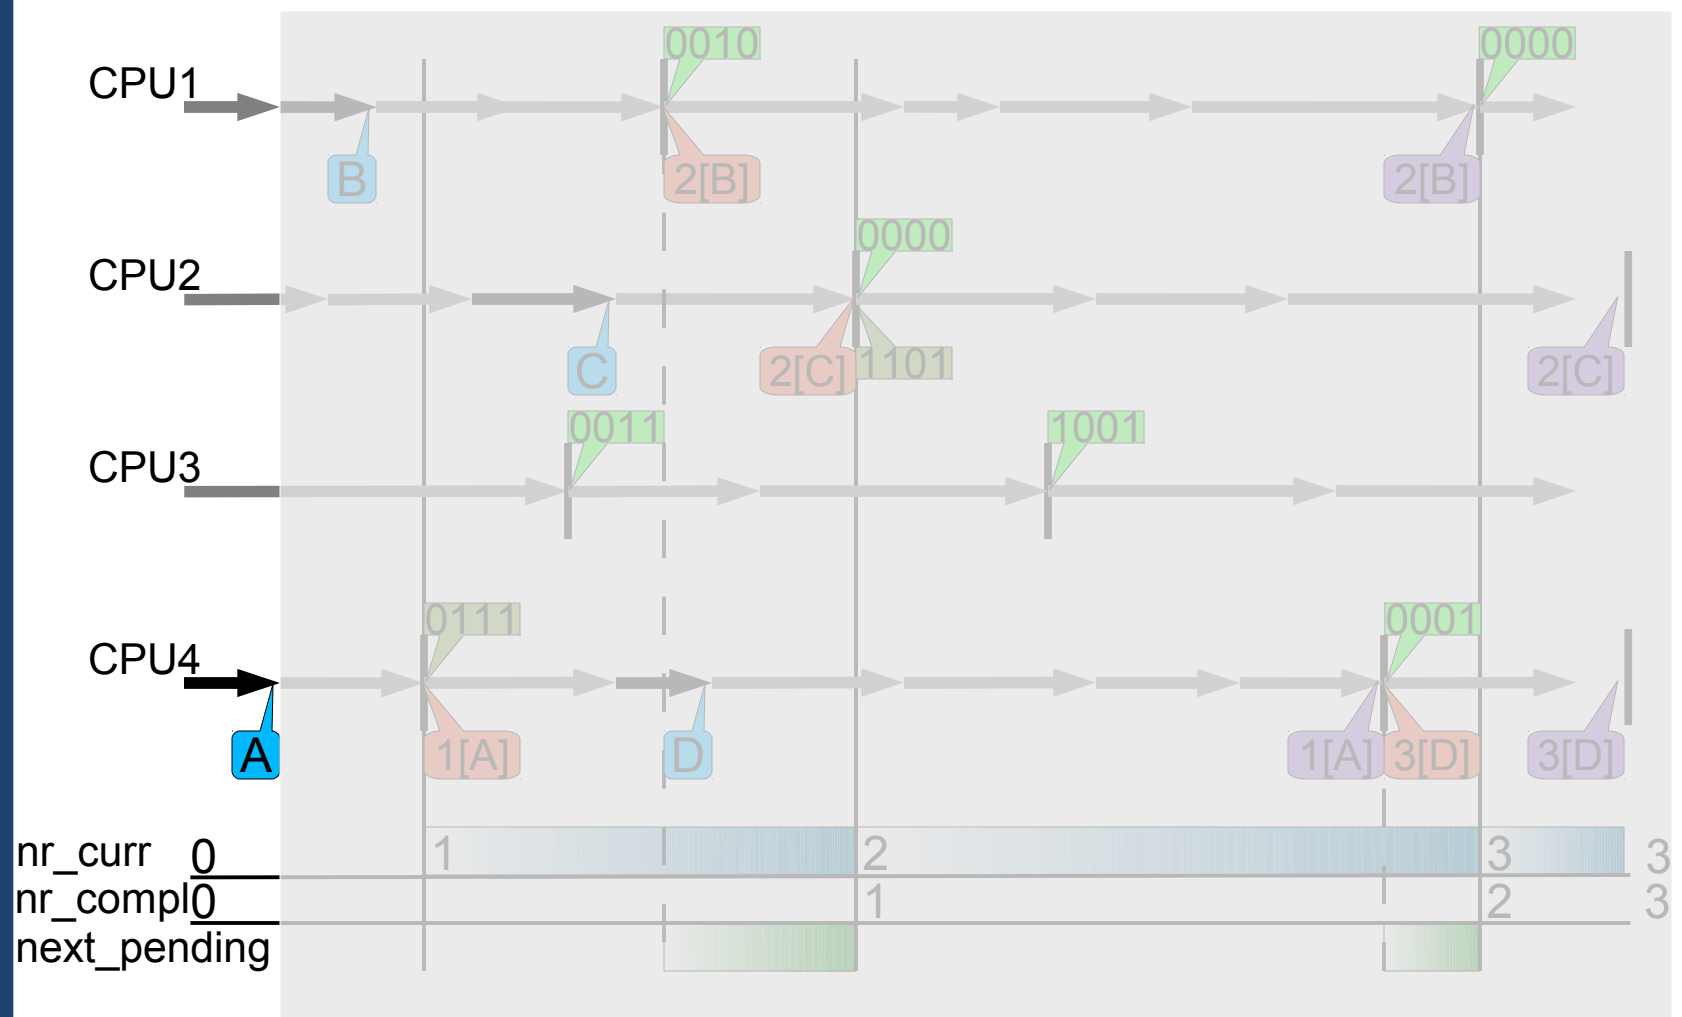 0010 0000
CPU1
B 2[B] 2[B]
0000
CPU2
C 2[C] 1101 2[C]
0011 1001
CPU3
0111 0001
CPU4
A 1[A] D 1[A] 3[D] 3[D]
nr_curr 0 1 2 3 3
nr_compl 0 1 2 3
next_pending